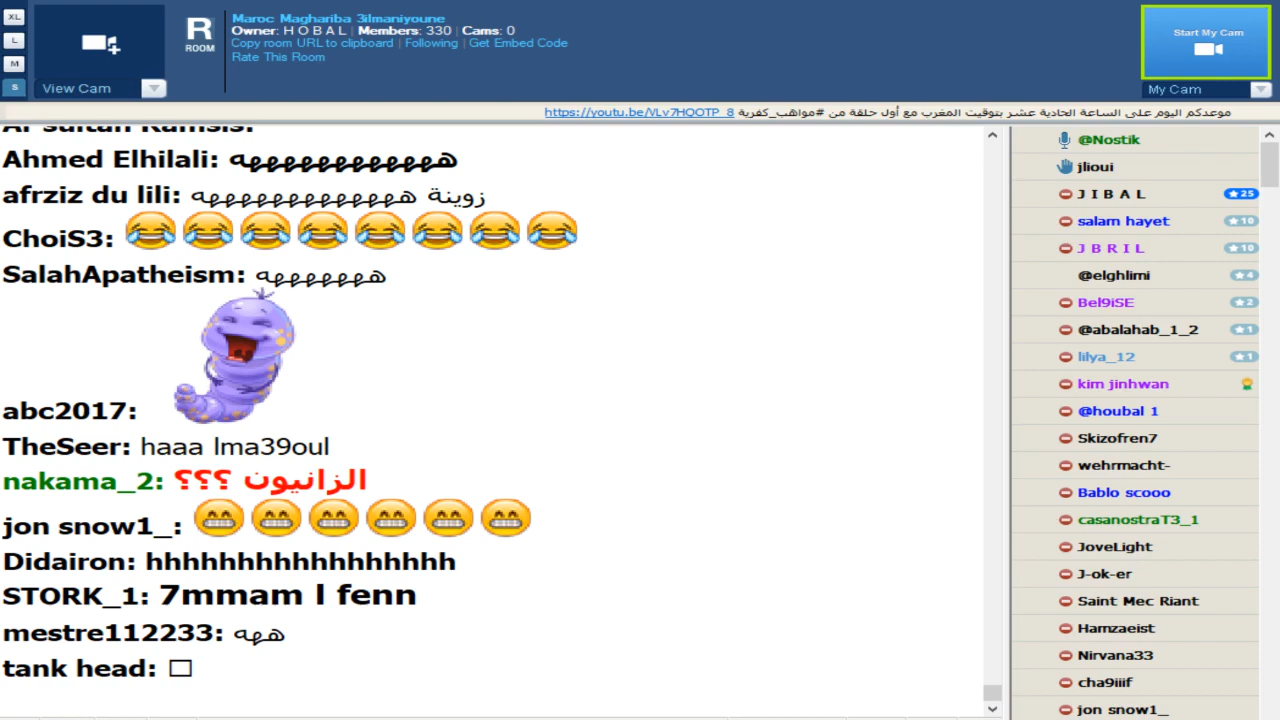 XL
L
M
S
View Cam
R
ROOM
Maroc Maghariba 3ilmaniyoune
Owner: H O B A L | Members: 330 | Cams: 0
Copy room URL to clipboard | Following | Get Embed Code
Rate This Room
Start My Cam
My Cam
موعدكم اليوم على الساعة الحادية عشر بتوقيت المغرب مع أول حلقة من #مواهب_كفرية https://youtu.be/VLv7HQOTP_8
Ar sultan Ramsis:
Ahmed Elhilali: هههههههههههههه
afrziz du lili: زوينة ههههههههههههههه
ChoiS3: 😂😂😂😂😂😂😂😂
SalahApatheism: هههههههه
abc2017:
TheSeer: haaa lma39oul
nakama_2: الزانيون ؟؟؟
jon snow1_: 😁😁😁😁😁😁
Didairon: hhhhhhhhhhhhhhhhh
STORK_1: 7mmam l fenn
mestre112233: ههه
tank head: □
@Nostik
jlioui
J I B A L ★25
salam hayet ★10
J B R I L ★10
@elghlimi ★4
Bel9iSE ★2
@abalahab_1_2 ★1
lilya_12 ★1
kim jinhwan
@houbal 1
Skizofren7
wehrmacht-
Bablo scooo
casanostraT3_1
JoveLight
J-ok-er
Saint Mec Riant
Hamzaeist
Nirvana33
cha9iiif
jon snow1_